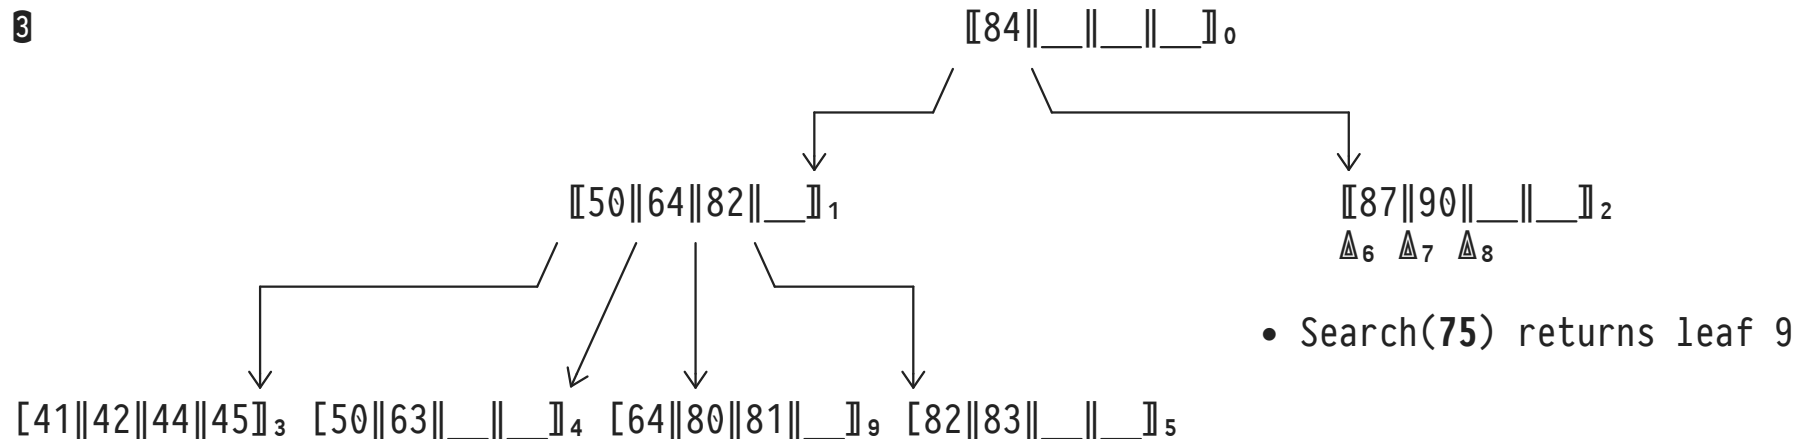 3
⟦84‖__‖__‖__⟧₀
⟦50‖64‖82‖__⟧₁ ⟦87‖90‖__‖__⟧₂
◬₆ ◬₇ ◬₈
• Search(75) returns leaf 9
[41‖42‖44‖45⟧₃ [50‖63‖__‖__⟧₄ [64‖80‖81‖__⟧₉ [82‖83‖__‖__⟧₅